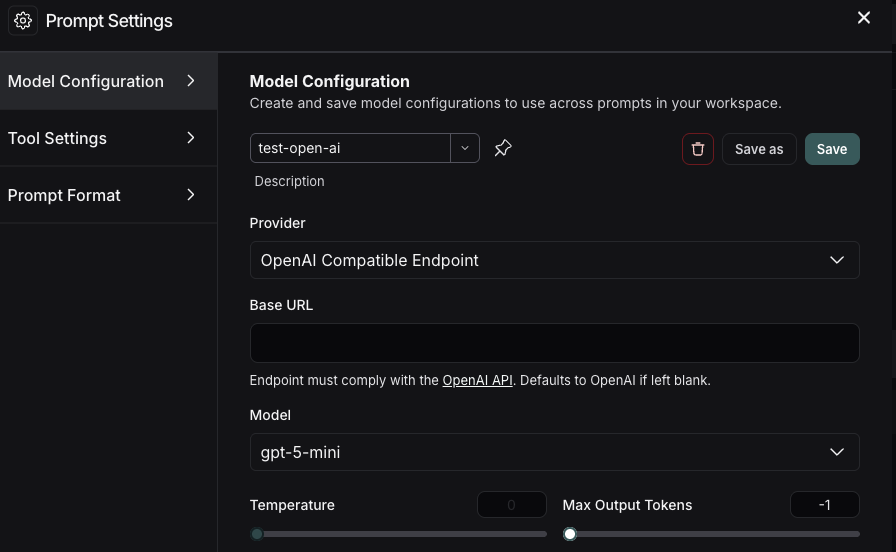 Prompt Settings
Model Configuration
Tool Settings
Prompt Format
Model Configuration
Create and save model configurations to use across prompts in your workspace.
test-open-ai
Save as
Save
Description
Provider
OpenAI Compatible Endpoint
Base URL
Endpoint must comply with the OpenAI API. Defaults to OpenAI if left blank.
Model
gpt-5-mini
Temperature
0
Max Output Tokens
-1